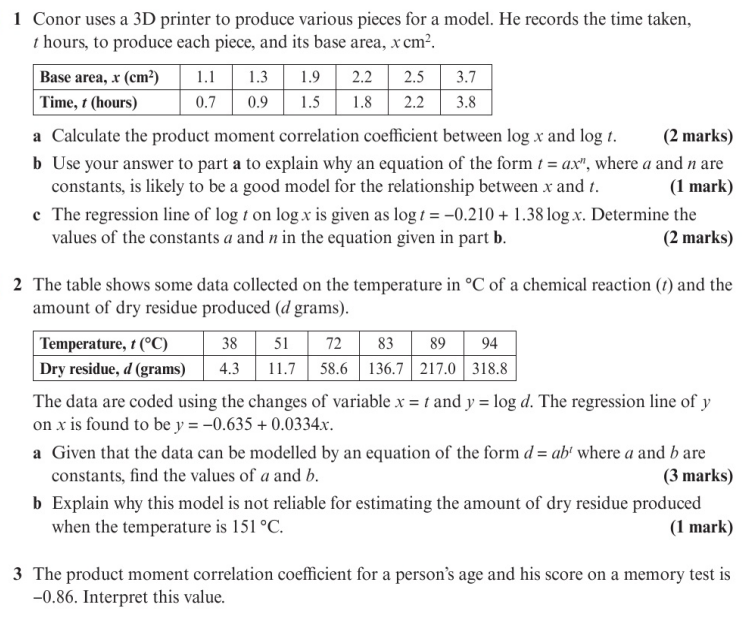 1 Conor uses a 3D printer to produce various pieces for a model. He records the time taken,
t hours, to produce each piece, and its base area, x cm².
Base area, x (cm²) 1.1 1.3 1.9 2.2 2.5 3.7
Time, t (hours) 0.7 0.9 1.5 1.8 2.2 3.8
a Calculate the product moment correlation coefficient between log x and log t. (2 marks)
b Use your answer to part a to explain why an equation of the form t = axⁿ, where a and n are
constants, is likely to be a good model for the relationship between x and t. (1 mark)
c The regression line of log t on log x is given as log t = −0.210 + 1.38 log x. Determine the
values of the constants a and n in the equation given in part b. (2 marks)
2 The table shows some data collected on the temperature in °C of a chemical reaction (t) and the
amount of dry residue produced (d grams).
Temperature, t (°C) 38 51 72 83 89 94
Dry residue, d (grams) 4.3 11.7 58.6 136.7 217.0 318.8
The data are coded using the changes of variable x = t and y = log d. The regression line of y
on x is found to be y = −0.635 + 0.0334x.
a Given that the data can be modelled by an equation of the form d = abᵗ where a and b are
constants, find the values of a and b. (3 marks)
b Explain why this model is not reliable for estimating the amount of dry residue produced
when the temperature is 151 °C. (1 mark)
3 The product moment correlation coefficient for a person's age and his score on a memory test is
−0.86. Interpret this value.